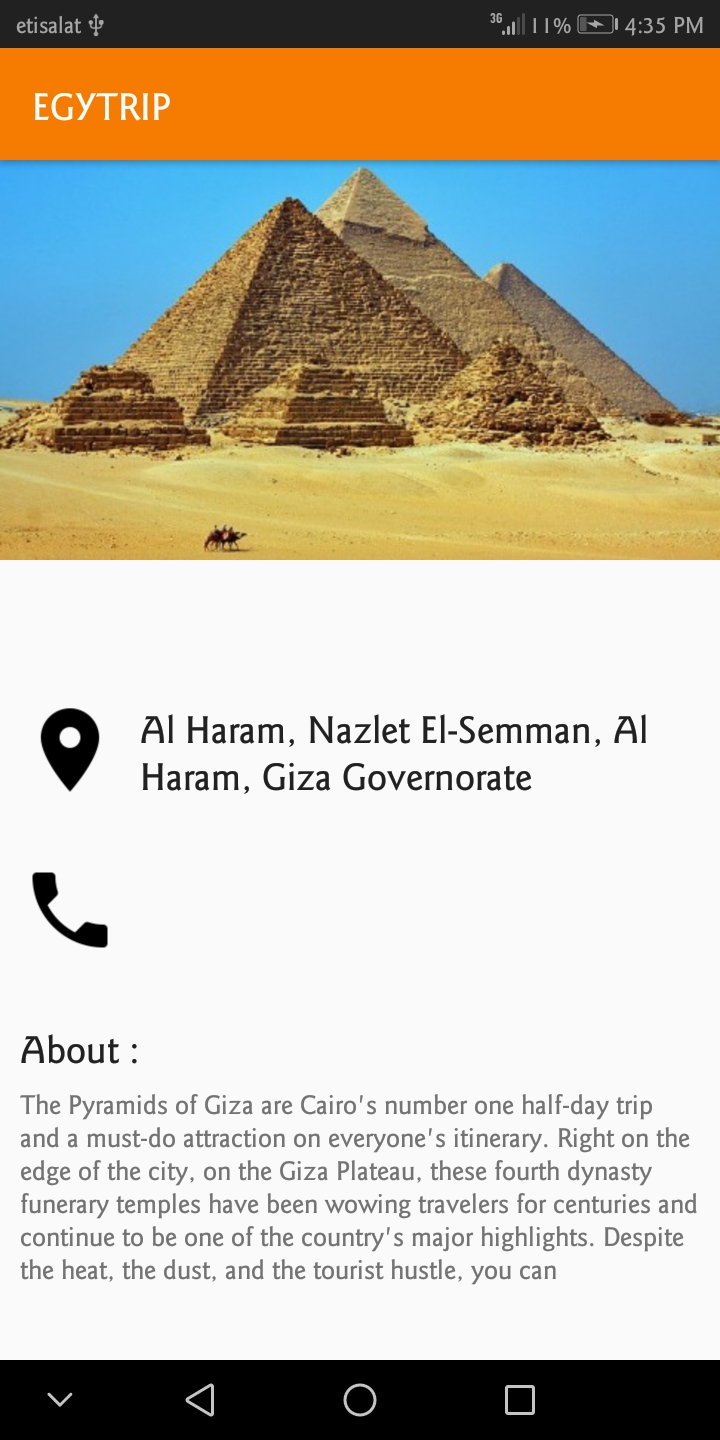 etisalat 3G 11% 4:35 PM
EGYTRIP
Al Haram, Nazlet El-Semman, Al
Haram, Giza Governorate
About :
The Pyramids of Giza are Cairo's number one half-day trip
and a must-do attraction on everyone's itinerary. Right on the
edge of the city, on the Giza Plateau, these fourth dynasty
funerary temples have been wowing travelers for centuries and
continue to be one of the country's major highlights. Despite
the heat, the dust, and the tourist hustle, you can